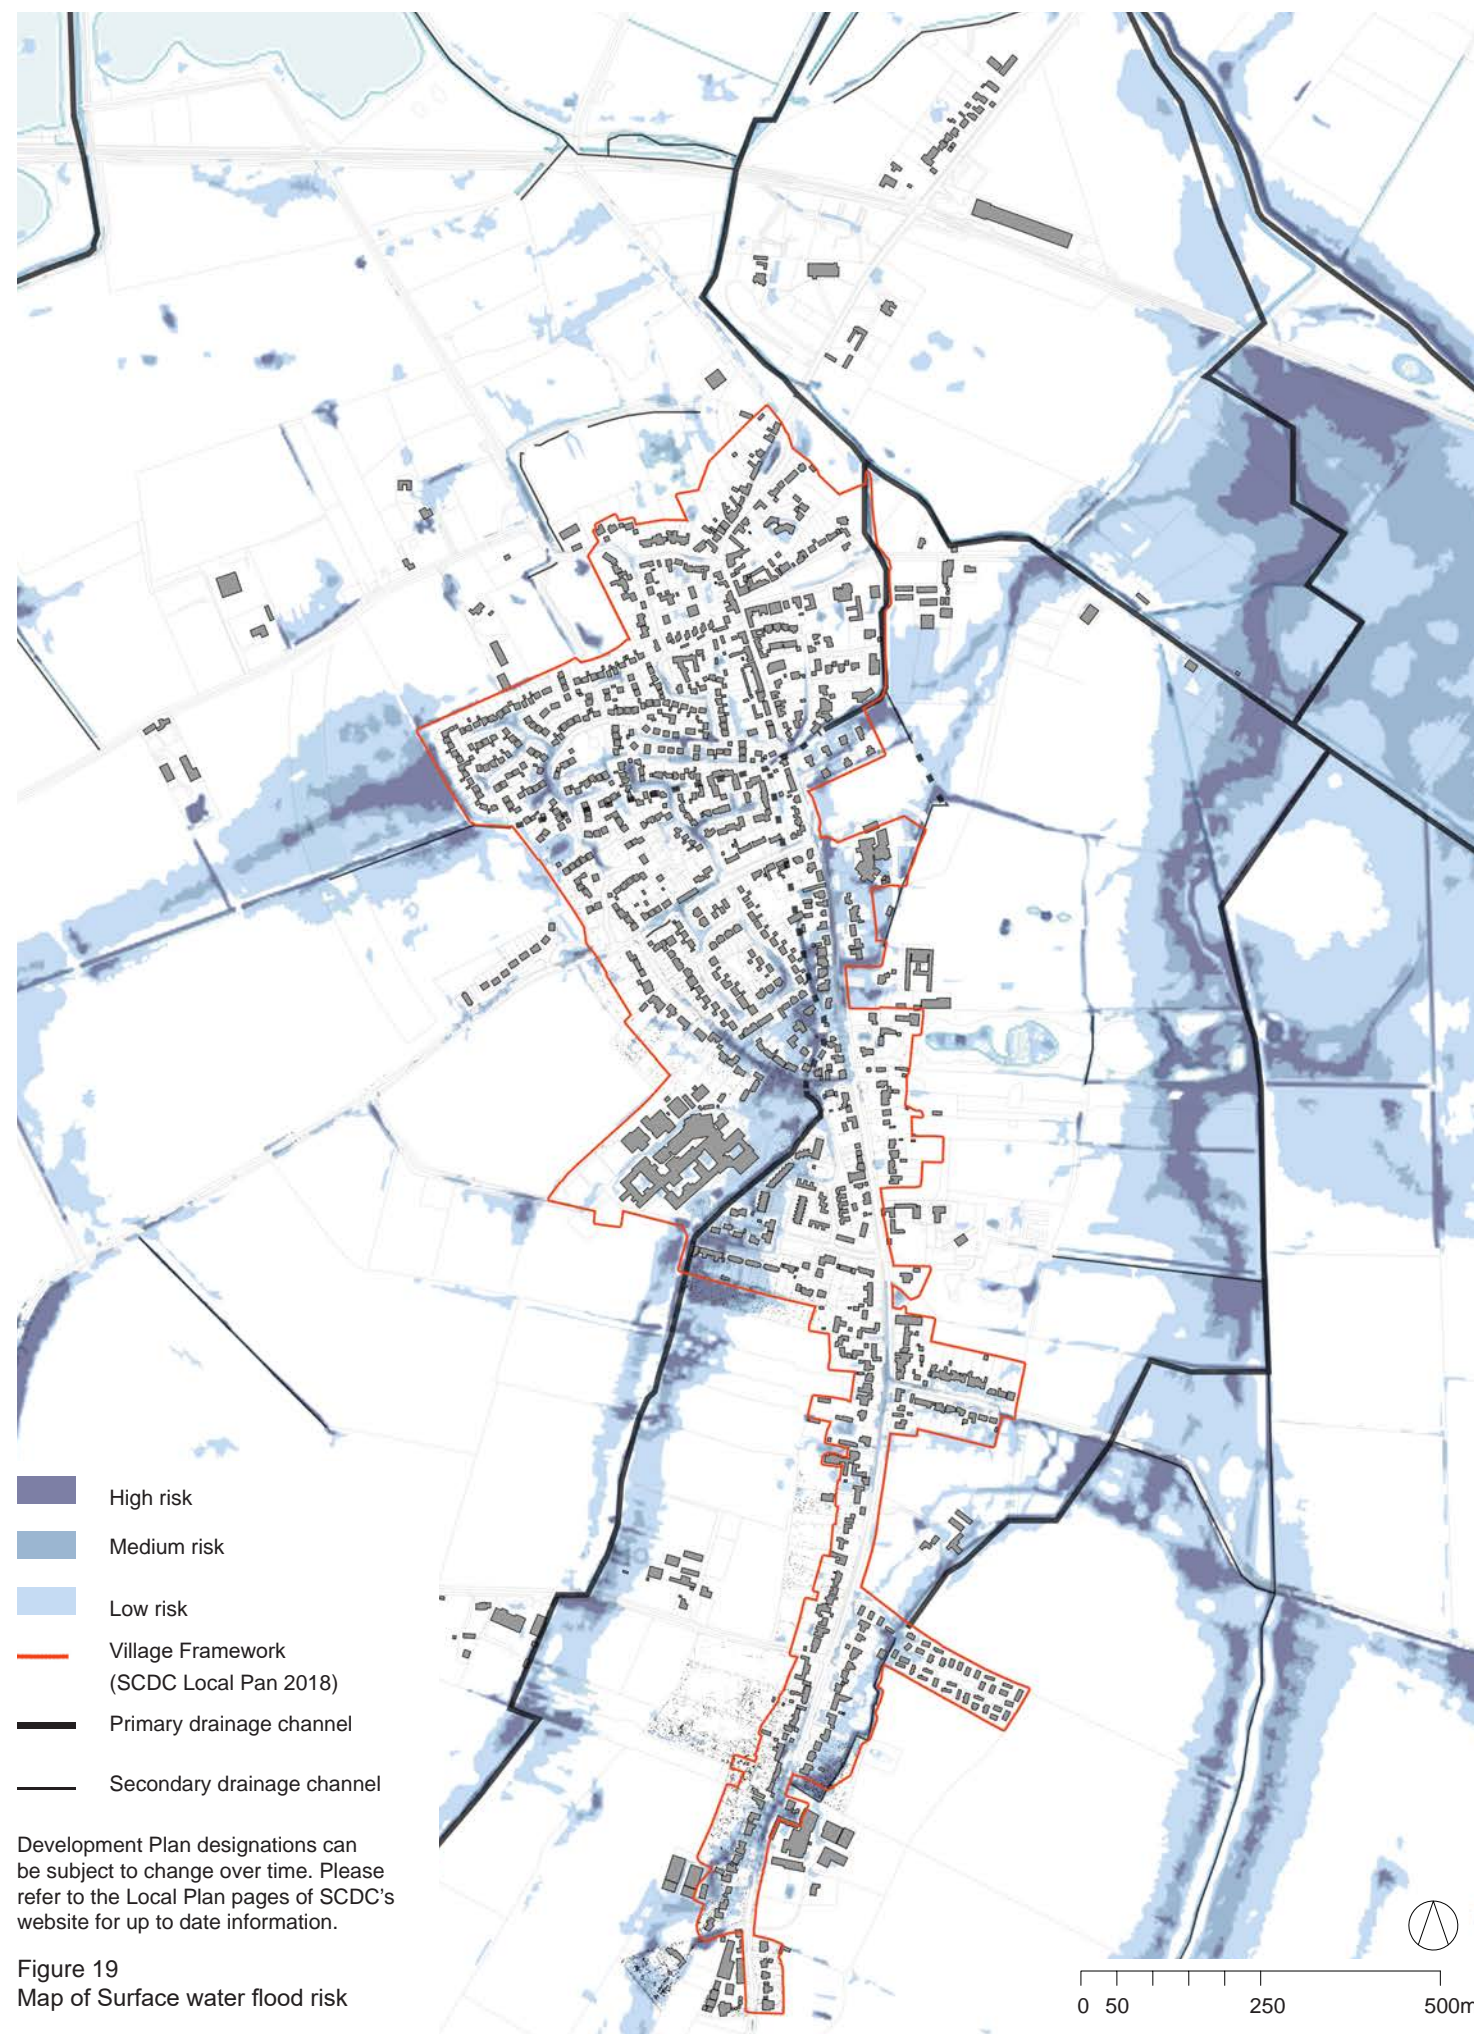 High risk
Medium risk
Low risk
Village Framework
(SCDC Local Pan 2018)
Primary drainage channel
Secondary drainage channel
Development Plan designations can
be subject to change over time. Please
refer to the Local Plan pages of SCDC's
website for up to date information.
Figure 19
Map of Surface water flood risk
0 50 250 500m